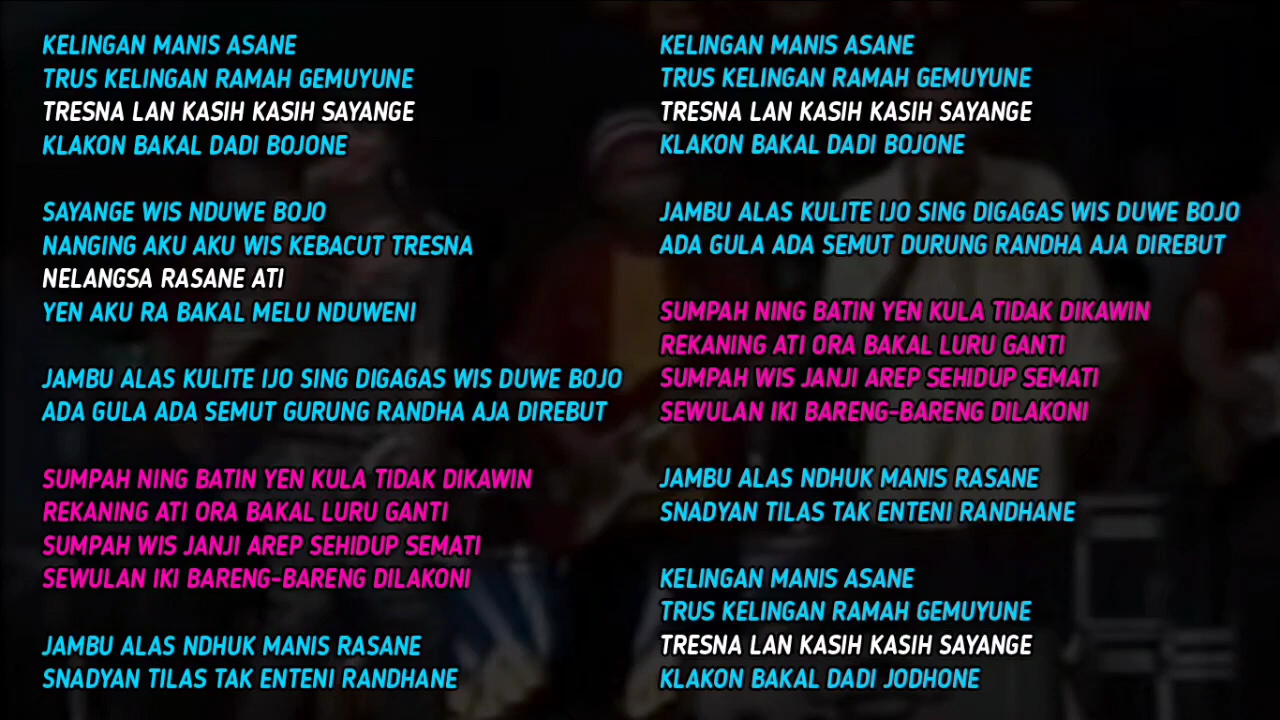 KELINGAN MANIS ASANE
TRUS KELINGAN RAMAH GEMUYUNE
TRESNA LAN KASIH KASIH SAYANGE
KLAKON BAKAL DADI BOJONE
SAYANGE WIS NDUWE BOJO
NANGING AKU AKU WIS KEBACUT TRESNA
NELANGSA RASANE ATI
YEN AKU RA BAKAL MELU NDUWENI
JAMBU ALAS KULITE IJO SING DIGAGAS WIS DUWE BOJO
ADA GULA ADA SEMUT GURUNG RANDHA AJA DIREBUT
SUMPAH NING BATIN YEN KULA TIDAK DIKAWIN
REKANING ATI ORA BAKAL LURU GANTI
SUMPAH WIS JANJI AREP SEHIDUP SEMATI
SEWULAN IKI BARENG-BARENG DILAKONI
JAMBU ALAS NDHUK MANIS RASANE
SNADYAN TILAS TAK ENTENI RANDHANE
KELINGAN MANIS ASANE
TRUS KELINGAN RAMAH GEMUYUNE
TRESNA LAN KASIH KASIH SAYANGE
KLAKON BAKAL DADI BOJONE
JAMBU ALAS KULITE IJO SING DIGAGAS WIS DUWE BOJO
ADA GULA ADA SEMUT DURUNG RANDHA AJA DIREBUT
SUMPAH NING BATIN YEN KULA TIDAK DIKAWIN
REKANING ATI ORA BAKAL LURU GANTI
SUMPAH WIS JANJI AREP SEHIDUP SEMATI
SEWULAN IKI BARENG-BARENG DILAKONI
JAMBU ALAS NDHUK MANIS RASANE
SNADYAN TILAS TAK ENTENI RANDHANE
KELINGAN MANIS ASANE
TRUS KELINGAN RAMAH GEMUYUNE
TRESNA LAN KASIH KASIH SAYANGE
KLAKON BAKAL DADI JODHONE